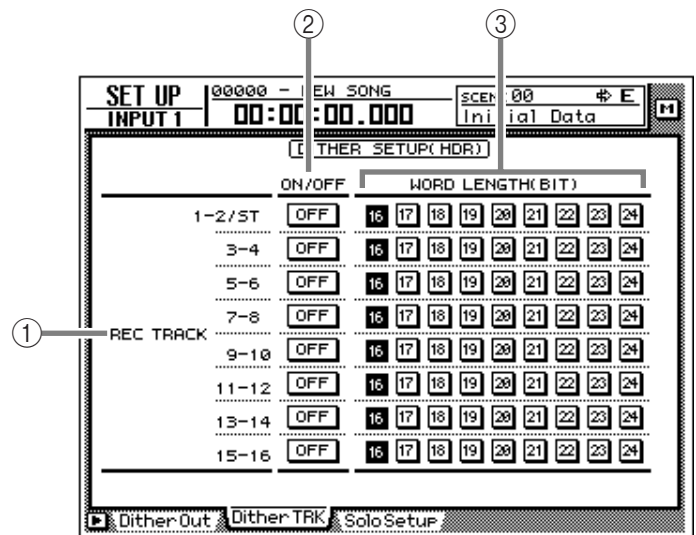 ② ③
SET UP 00000 - NEW SONG SCENE 00 E
INPUT 1 00:00:00.000 Initial Data M
DITHER SETUP(HDR)
ON/OFF WORD LENGTH(BIT)
1-2/ST OFF 16 17 18 19 20 21 22 23 24
3-4 OFF 16 17 18 19 20 21 22 23 24
5-6 OFF 16 17 18 19 20 21 22 23 24
7-8 OFF 16 17 18 19 20 21 22 23 24
① REC TRACK
9-10 OFF 16 17 18 19 20 21 22 23 24
11-12 OFF 16 17 18 19 20 21 22 23 24
13-14 OFF 16 17 18 19 20 21 22 23 24
15-16 OFF 16 17 18 19 20 21 22 23 24
Dither Out Dither TRK Solo Setup